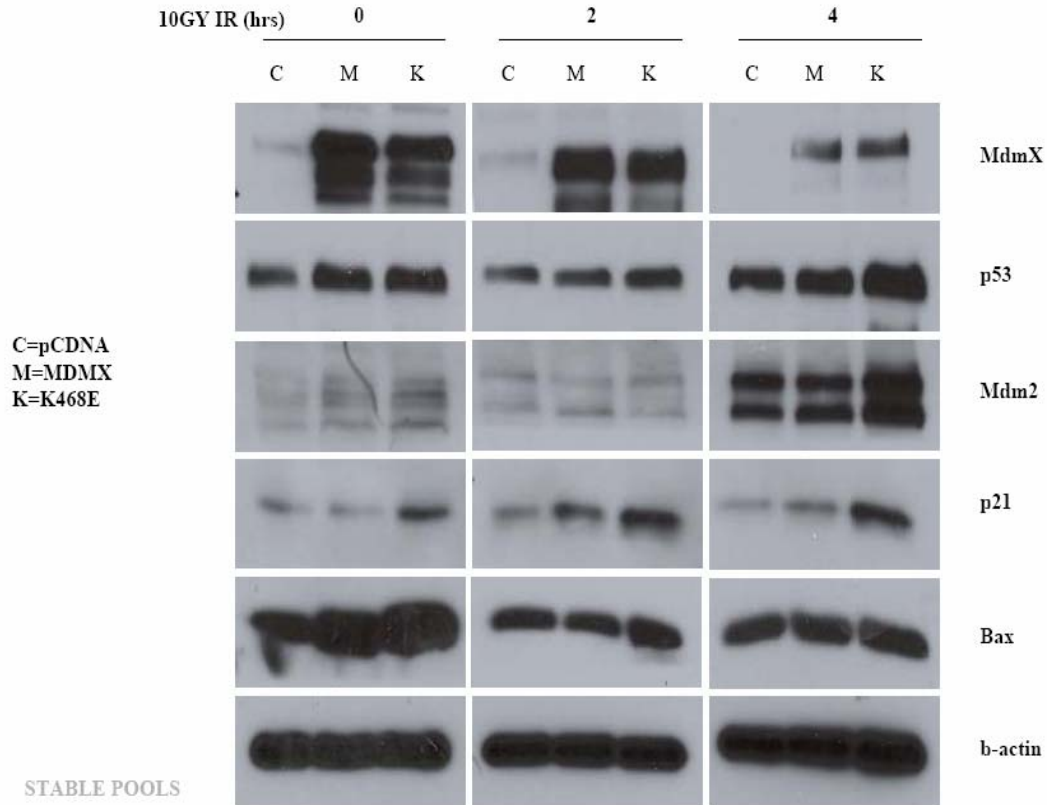 10GY IR (hrs) 0 2 4
C M K C M K C M K
MdmX
p53
C=pCDNA
M=MDMX
K=K468E
Mdm2
p21
Bax
b-actin
STABLE POOLS